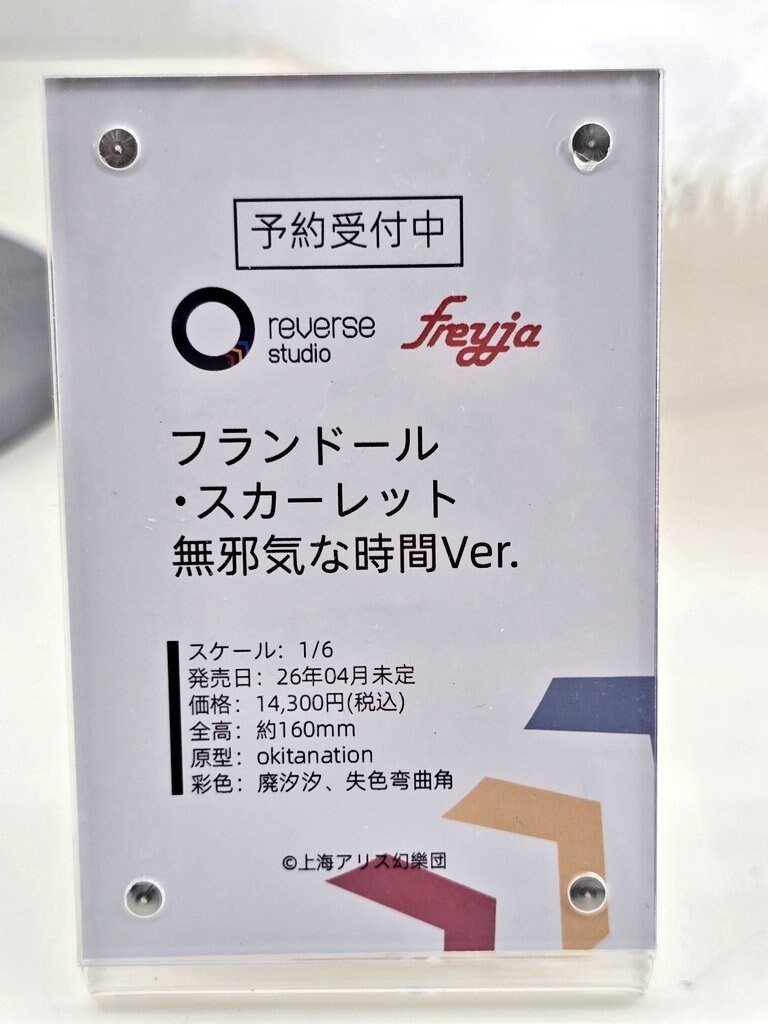 予約受付中
reverse
studio
freyja
フランドール
・スカーレット
無邪気な時間Ver.
スケール: 1/6
発売日: 26年04月未定
価格: 14,300円(税込)
全高: 約160mm
原型: okitanation
彩色: 廃汐汐、失色弯曲角
©上海アリス幻樂団